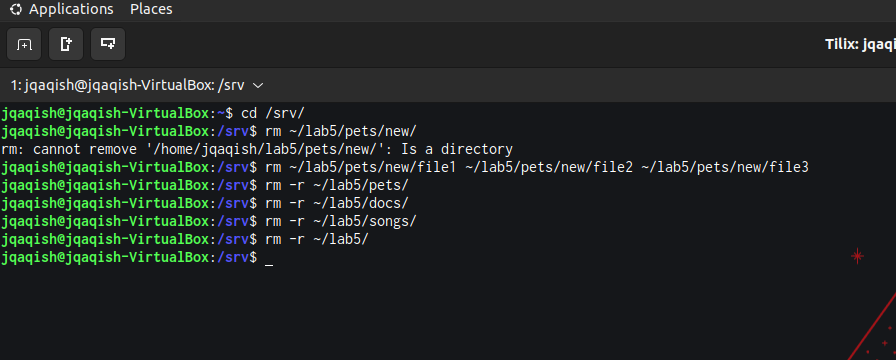 Applications Places
Tilix: jqaqi
1: jqaqish@jqaqish-VirtualBox: /srv
jqaqish@jqaqish-VirtualBox:~$ cd /srv/
jqaqish@jqaqish-VirtualBox:/srv$ rm ~/lab5/pets/new/
rm: cannot remove '/home/jqaqish/lab5/pets/new/': Is a directory
jqaqish@jqaqish-VirtualBox:/srv$ rm ~/lab5/pets/new/file1 ~/lab5/pets/new/file2 ~/lab5/pets/new/file3
jqaqish@jqaqish-VirtualBox:/srv$ rm -r ~/lab5/pets/
jqaqish@jqaqish-VirtualBox:/srv$ rm -r ~/lab5/docs/
jqaqish@jqaqish-VirtualBox:/srv$ rm -r ~/lab5/songs/
jqaqish@jqaqish-VirtualBox:/srv$ rm -r ~/lab5/
jqaqish@jqaqish-VirtualBox:/srv$ _